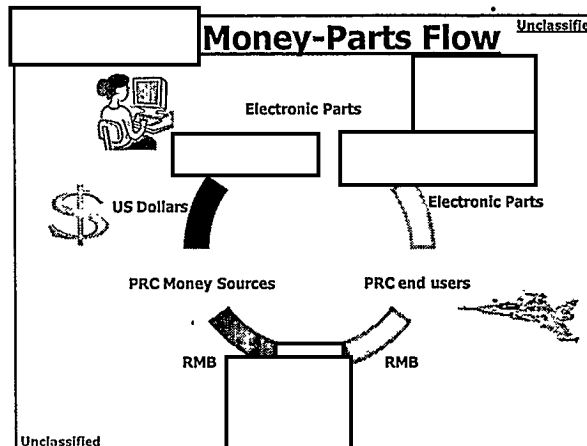 Unclassified
Money-Parts Flow
Electronic Parts
Electronic Parts
US Dollars
PRC Money Sources
PRC end users
RMB
RMB
Unclassified